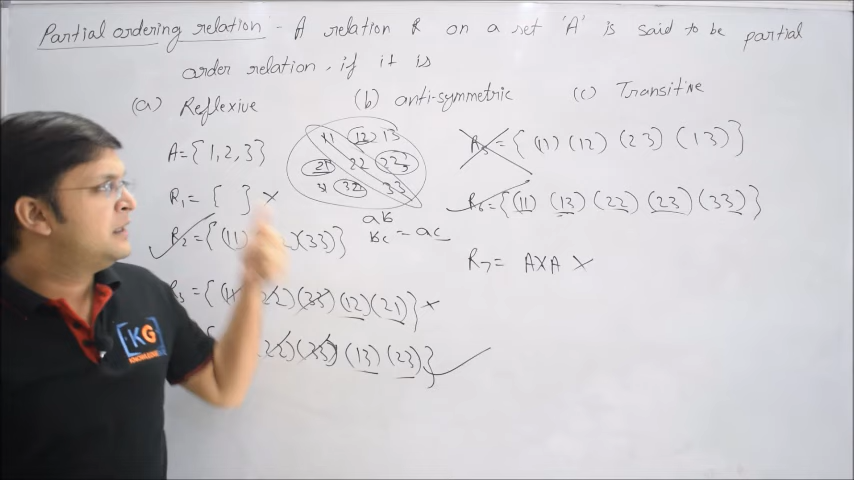 Partial ordering relation - A relation R on a set 'A' is said to be partial
order relation, if it is
(a) Reflexive (b) anti-symmetric (c) Transitive
A = {1,2,3}
11 12 13
21 22 23
32 33
ab
bc = ac
R1 = { } ×
R2 = {(11) (33)}
= {(11) (22) (33) (12) (21)} ×
(22) (33) (13) (23)}
R5 = {(11) (12) (23) (13)}
R6 = {(11) (13) (22) (23) (33)}
R7 = A×A ×
KG
KNOWLEDGE